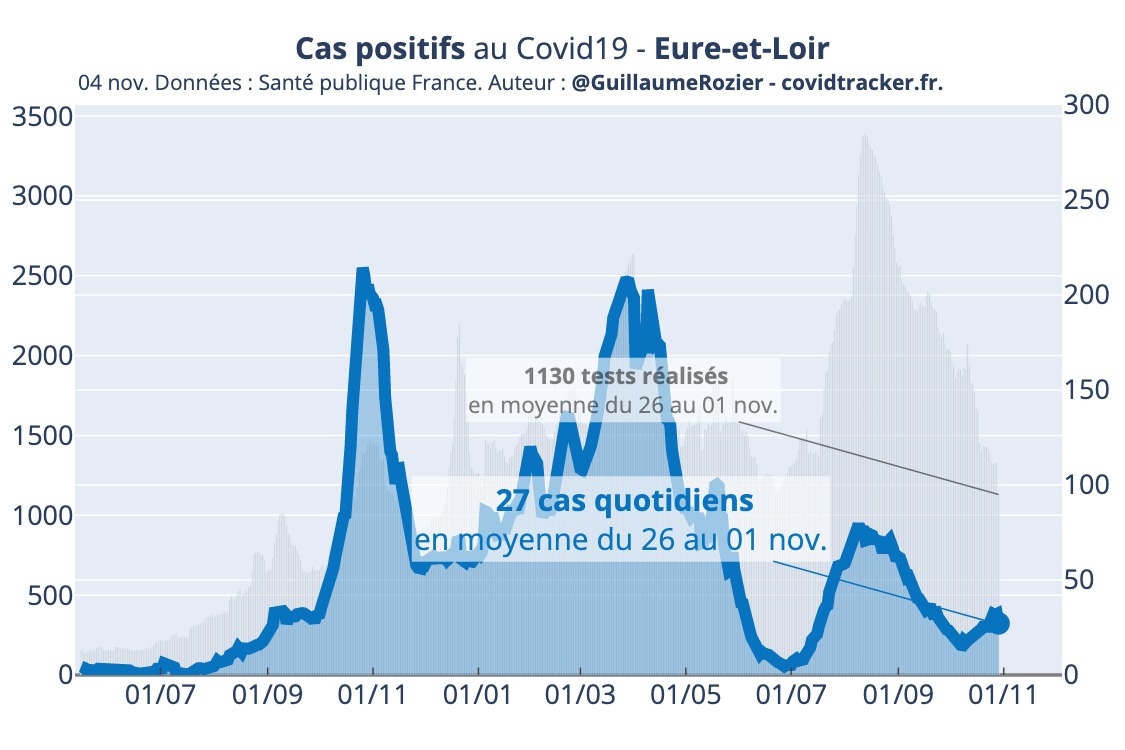 Cas positifs au Covid19 - Eure-et-Loir
04 nov. Données : Santé publique France. Auteur : @GuillaumeRozier - covidtracker.fr.
3500
3000
2500
2000
1500
1000
500
0
300
250
200
150
100
50
0
1130 tests réalisés
en moyenne du 26 au 01 nov.
27 cas quotidiens
en moyenne du 26 au 01 nov.
01/07 01/09 01/11 01/01 01/03 01/05 01/07 01/09 01/11